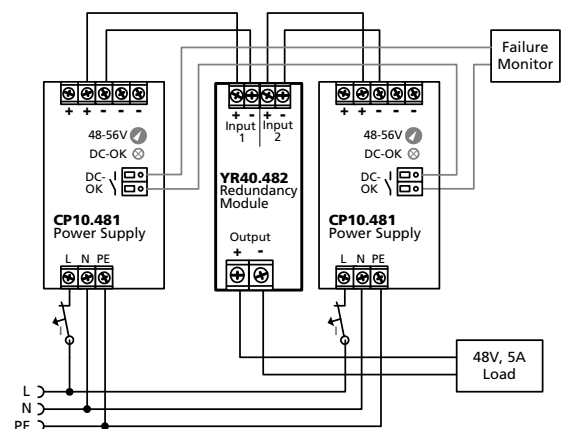 Failure
Monitor
+ + - - -
48-56V
DC-OK
DC-
OK
CP10.481
Power Supply
L N PE
+ - + -
Input
1
Input
2
YR40.482
Redundancy
Module
Output
+ -
+ + - - -
48-56V
DC-OK
DC-
OK
CP10.481
Power Supply
L N PE
I
I
48V, 5A
Load
L
N
PE